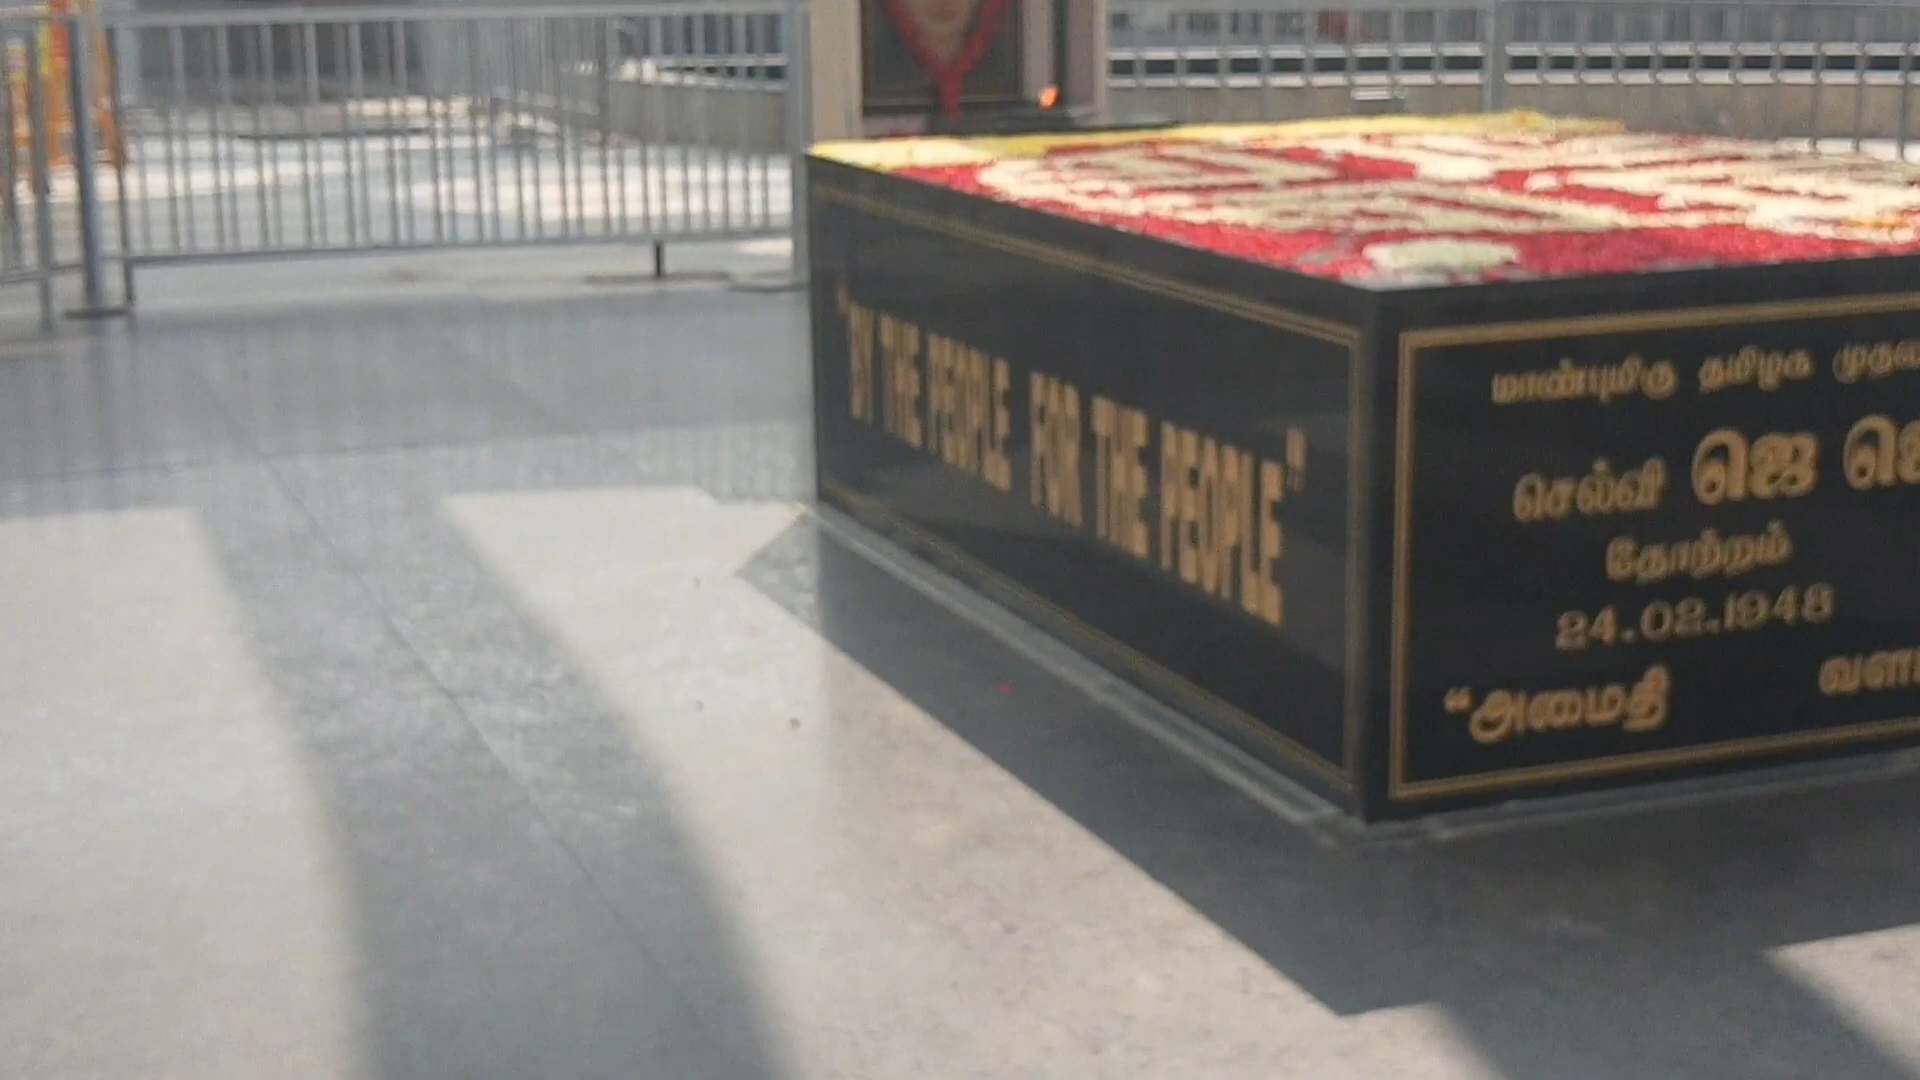 "BY THE PEOPLE FOR THE PEOPLE"
மாண்புமிகு தமிழக
செல்வி ஜெ
தோற்றம்
24.02.1948
"அமைதி